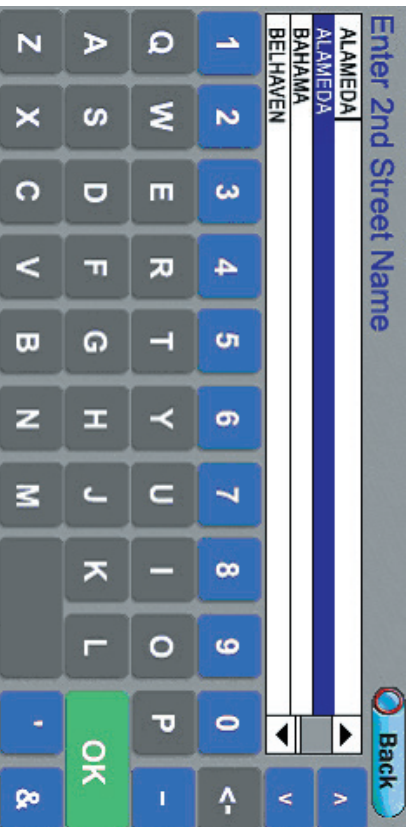 Enter 2nd Street Name
Back
ALAMEDA
ALAMEDA
BAHAMA
BELHAVEN
1 2 3 4 5 6 7 8 9 0 <-
Q W E R T Y U I O P -
A S D F G H J K L OK
Z X C V B N M ' &